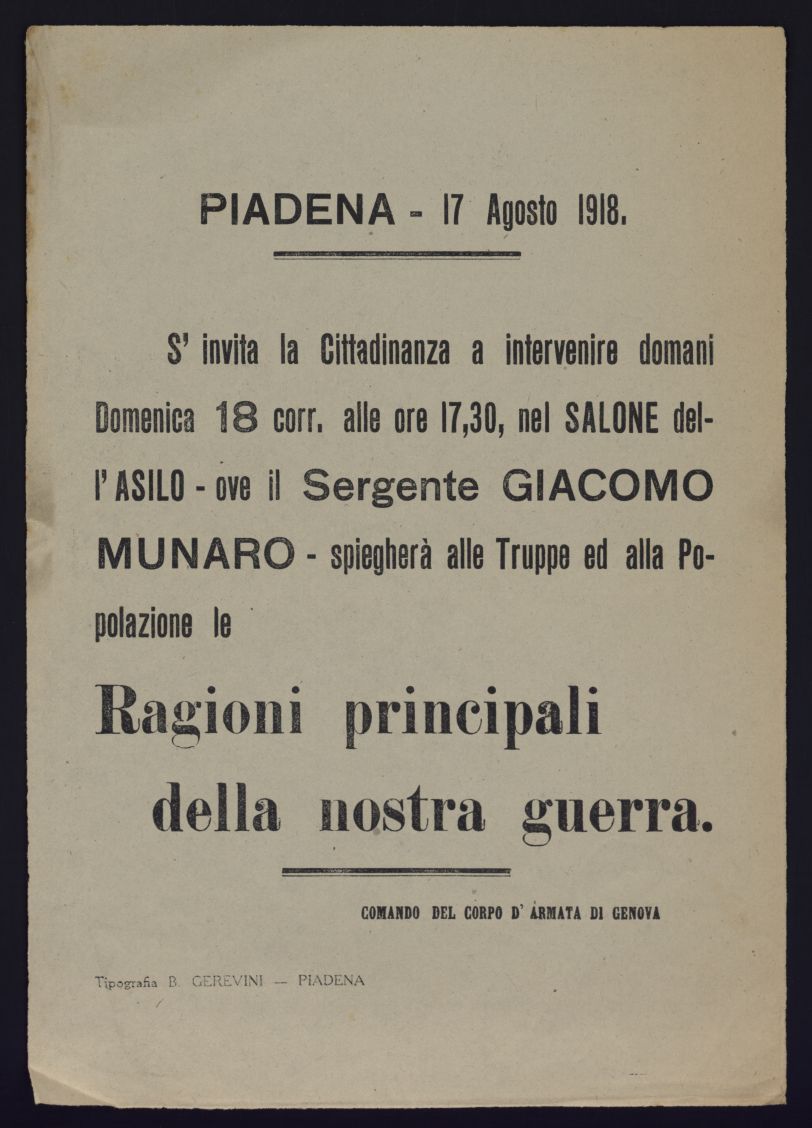 PIADENA - 17 Agosto 1918.
S' invita la Cittadinanza a intervenire domani
Domenica 18 corr. alle ore 17,30, nel SALONE del-
l' ASILO - ove il Sergente GIACOMO
MUNARO - spiegherà alle Truppe ed alla Po-
polazione le
Ragioni principali
della nostra guerra.
COMANDO DEL CORPO D' ARMATA DI GENOVA
Tipografia B. GEREVINI — PIADENA